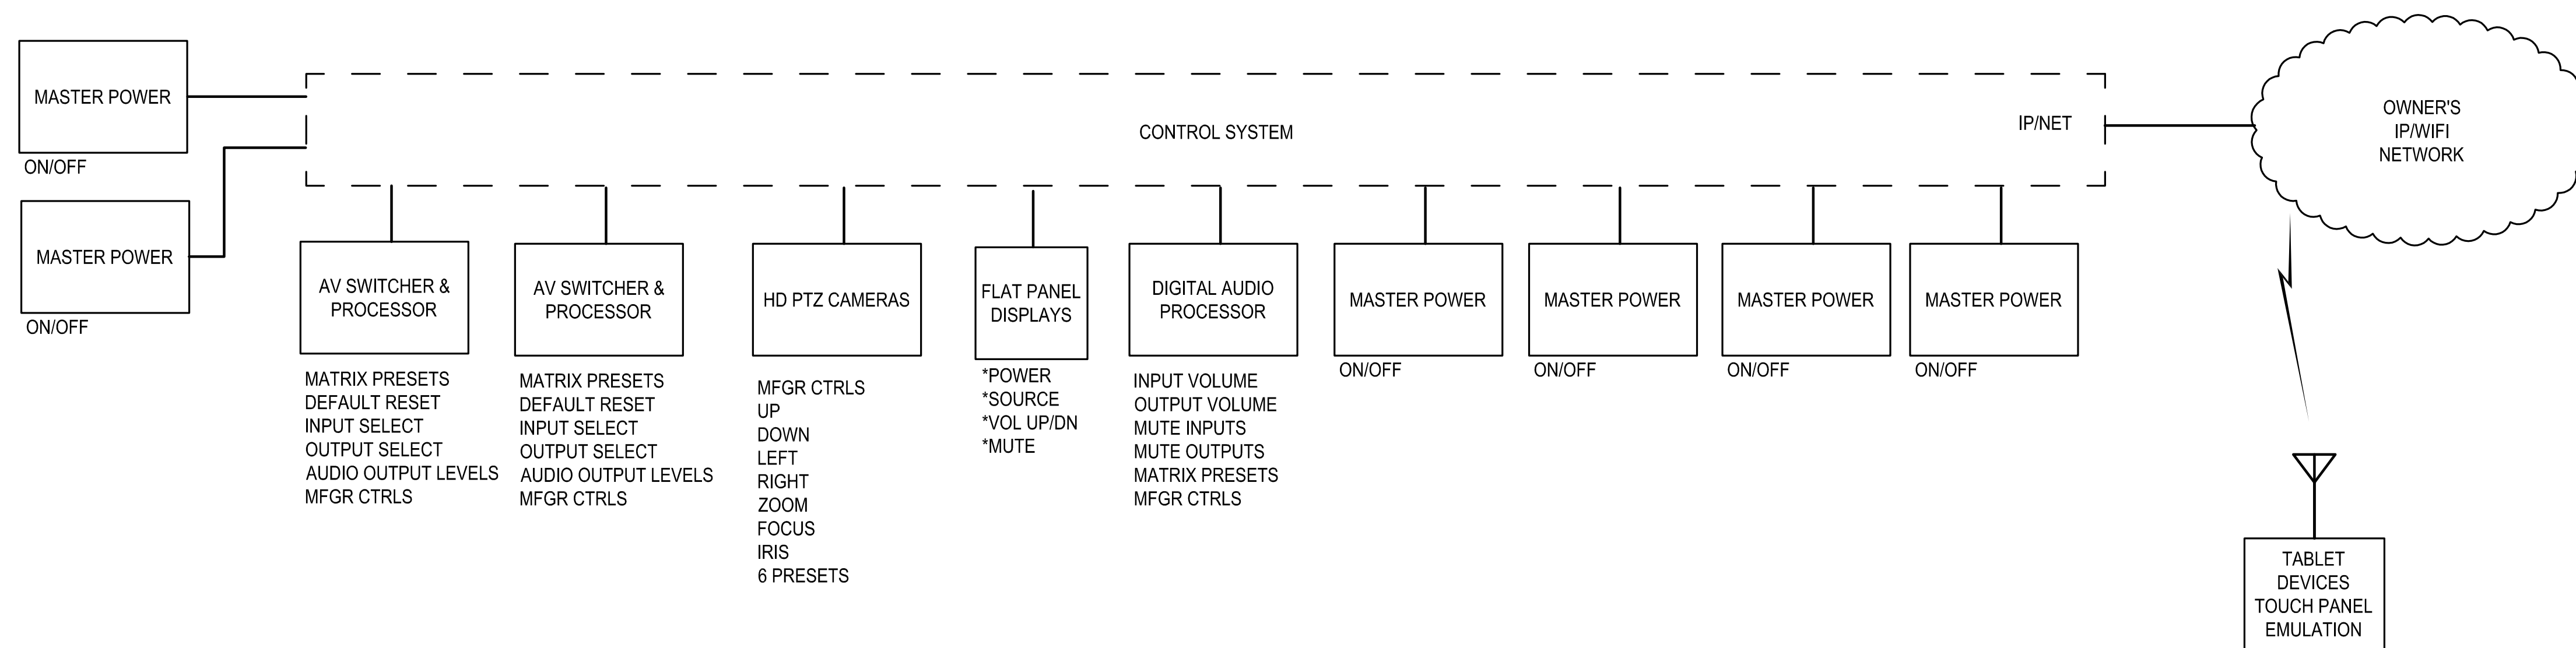 MASTER POWER
ON/OFF
MASTER POWER
ON/OFF
CONTROL SYSTEM
IP/NET
OWNER'S
IP/WIFI
NETWORK
AV SWITCHER &
PROCESSOR
MATRIX PRESETS
DEFAULT RESET
INPUT SELECT
OUTPUT SELECT
AUDIO OUTPUT LEVELS
MFGR CTRLS
AV SWITCHER &
PROCESSOR
MATRIX PRESETS
DEFAULT RESET
INPUT SELECT
OUTPUT SELECT
AUDIO OUTPUT LEVELS
MFGR CTRLS
HD PTZ CAMERAS
MFGR CTRLS
UP
DOWN
LEFT
RIGHT
ZOOM
FOCUS
IRIS
6 PRESETS
FLAT PANEL
DISPLAYS
*POWER
*SOURCE
*VOL UP/DN
*MUTE
DIGITAL AUDIO
PROCESSOR
INPUT VOLUME
OUTPUT VOLUME
MUTE INPUTS
MUTE OUTPUTS
MATRIX PRESETS
MFGR CTRLS
MASTER POWER
ON/OFF
MASTER POWER
ON/OFF
MASTER POWER
ON/OFF
MASTER POWER
ON/OFF
TABLET
DEVICES
TOUCH PANEL
EMULATION